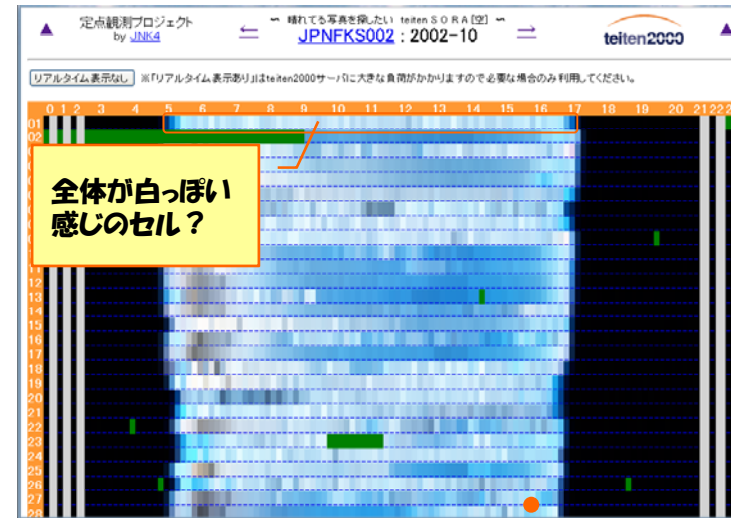 定点観測プロジェクト
by JNK4
晴れてる写真を探したい teiten SORA[空]
JPNFKS002 : 2002-10
teiten2000
リアルタイム表示なし ※「リアルタイム表示あり」はteiten2000サーバに大きな負荷がかかりますので必要な場合のみ利用してください。
0 1 2 3 4 5 6 7 8 9 10 11 12 13 14 15 16 17 18 19 20 21 22 2
01
02
全体が白っぽい
感じのセル？
11
12
13
14
15
16
17
18
19
20
21
22
23
24
25
26
27
28